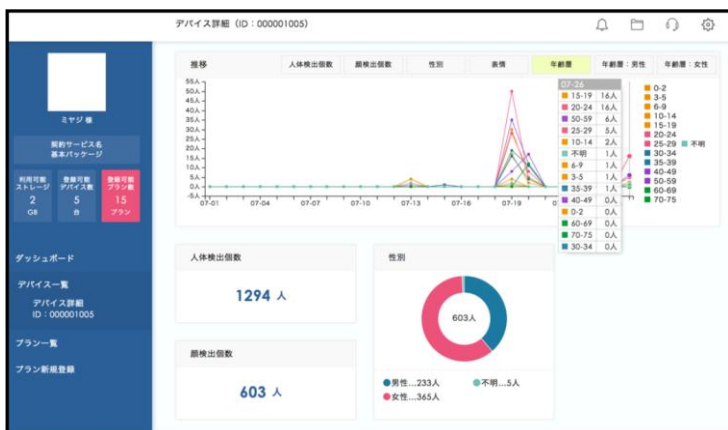 デバイス詳細（ID：000001005）
ミヤジ 様
契約サービス名
基本パッケージ
利用可能
ストレージ
2
GB
登録可能
デバイス数
5
台
登録可能
プラン数
15
プラン
ダッシュボード
デバイス一覧
デバイス詳細
ID：000001005
プラン一覧
プラン新規登録
推移
人体検出個数
顔検出個数
性別
表情
年齢層
年齢層：男性
年齢層：女性
55人
50人
45人
40人
35人
30人
25人
20人
15人
10人
5人
0人
-5人
07-01
07-04
07-07
07-10
07-13
07-16
07-19
07-26
15-19 16人
20-24 16人
50-59 6人
25-29 5人
10-14 2人
不明 1人
6-9 1人
3-5 1人
35-39 1人
40-49 0人
0-2 0人
60-69 0人
70-75 0人
30-34 0人
0-2
3-5
6-9
10-14
15-19
20-24
25-29 不明
30-34
35-39
40-49
50-59
60-69
70-75
人体検出個数
1294 人
顔検出個数
603 人
性別
603人
男性...233人
不明...5人
女性...365人